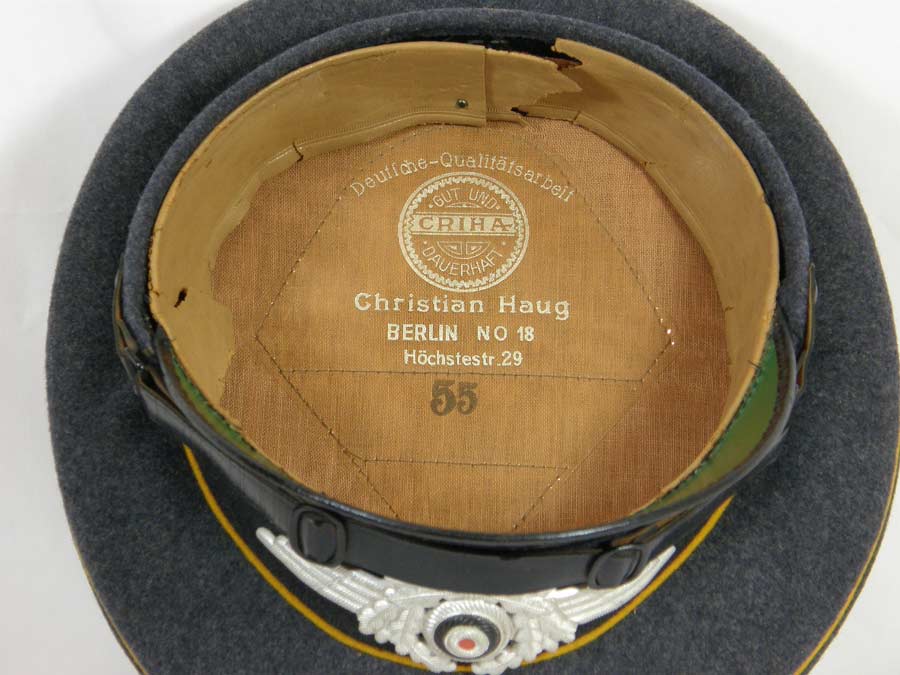 Deutsche-Qualitätsarbeit
GUT UND
CRIHA
DAUERHAFT
Christian Haug
BERLIN NO 18
Höchstestr. 29
55